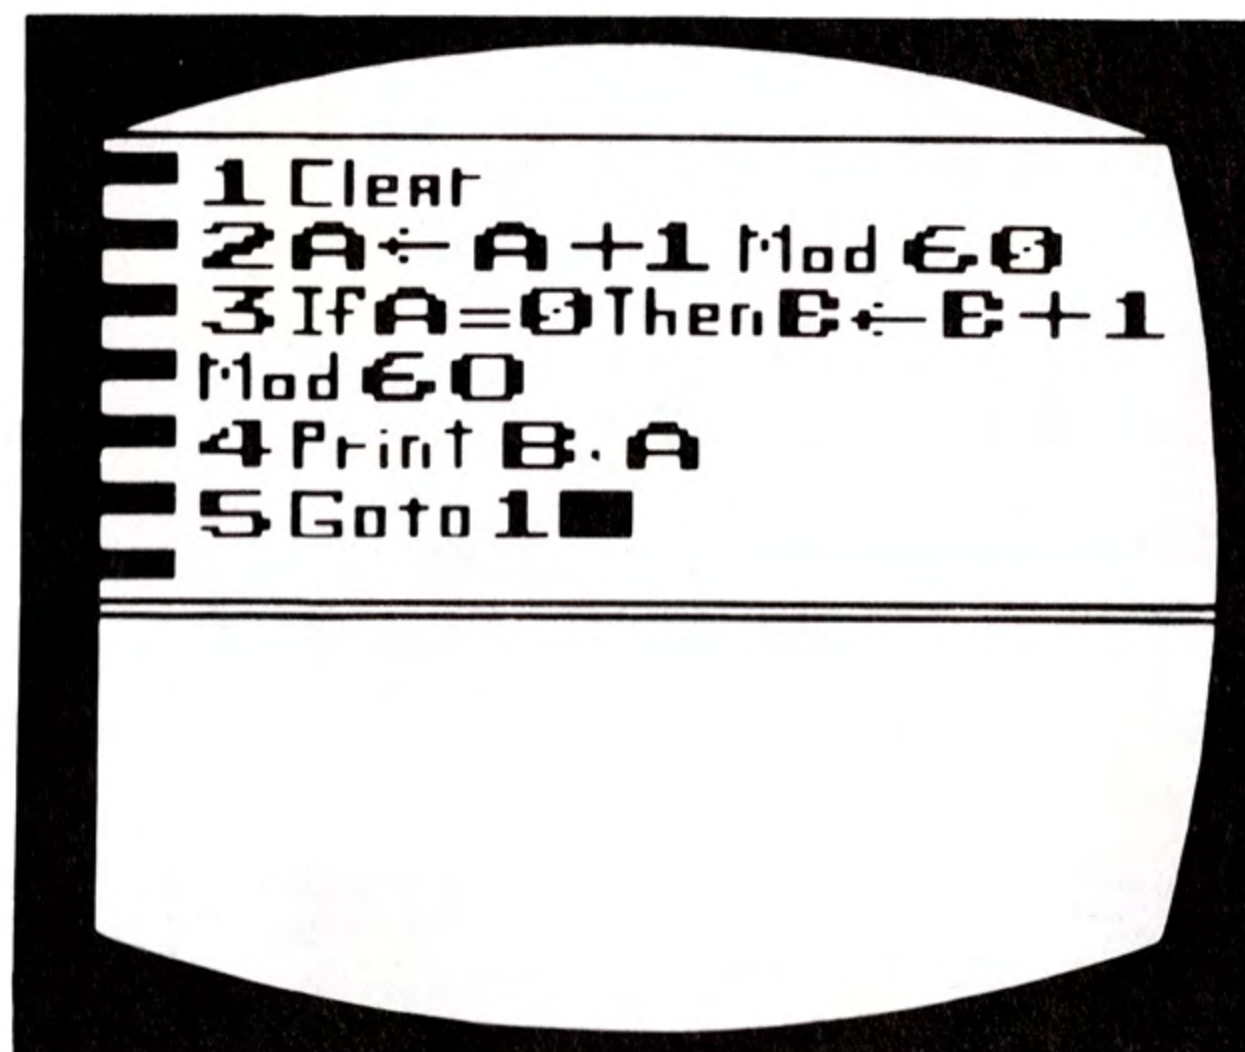 1 Clear
2 A ← A + 1 Mod 60
3 If A = 0 Then B ← B + 1
Mod 60
4 Print B, A
5 Goto 1